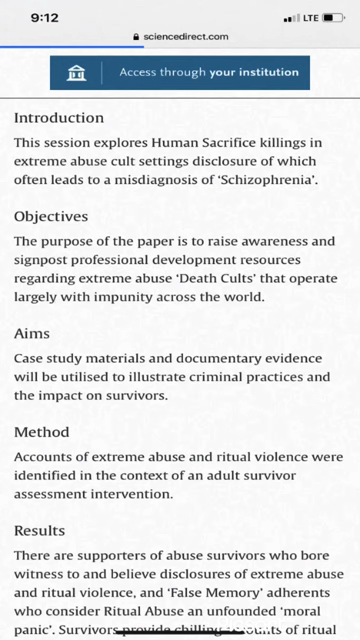 9:12
LTE
sciencedirect.com
Access through your institution
Introduction
This session explores Human Sacrifice killings in
extreme abuse cult settings disclosure of which
often leads to a misdiagnosis of ‘Schizophrenia’.
Objectives
The purpose of the paper is to raise awareness and
signpost professional development resources
regarding extreme abuse ‘Death Cults’ that operate
largely with impunity across the world.
Aims
Case study materials and documentary evidence
will be utilised to illustrate criminal practices and
the impact on survivors.
Method
Accounts of extreme abuse and ritual violence were
identified in the context of an adult survivor
assessment intervention.
Results
There are supporters of abuse survivors who bore
witness to and believe disclosures of extreme abuse
and ritual violence, and ‘False Memory’ adherents
who consider Ritual Abuse an unfounded ‘moral
panic’. Survivors provide chilling accounts of ritual